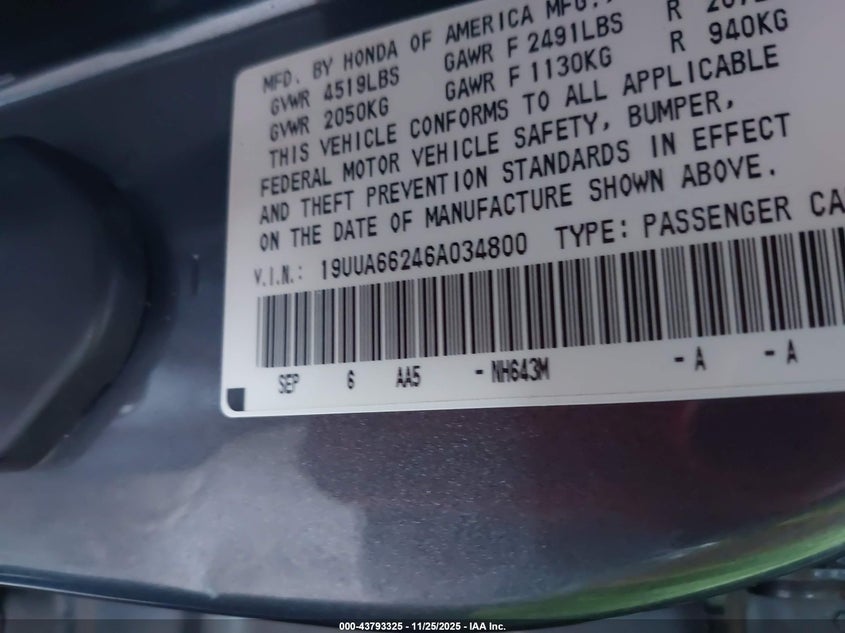 MFD. BY HONDA OF AMERICA MFG.
GVWR 4519LBS GAWR F 2491LBS R
GVWR 2050KG GAWR F 1130KG R 940KG
THIS VEHICLE CONFORMS TO ALL APPLICABLE
FEDERAL MOTOR VEHICLE SAFETY, BUMPER,
AND THEFT PREVENTION STANDARDS IN EFFECT
ON THE DATE OF MANUFACTURE SHOWN ABOVE.
V.I.N.: 19UUA66246A034800 TYPE: PASSENGER CA
SEP 6 AA5 -NH643M -A -A
000-43793325 - 11/25/2025 - IAA Inc.